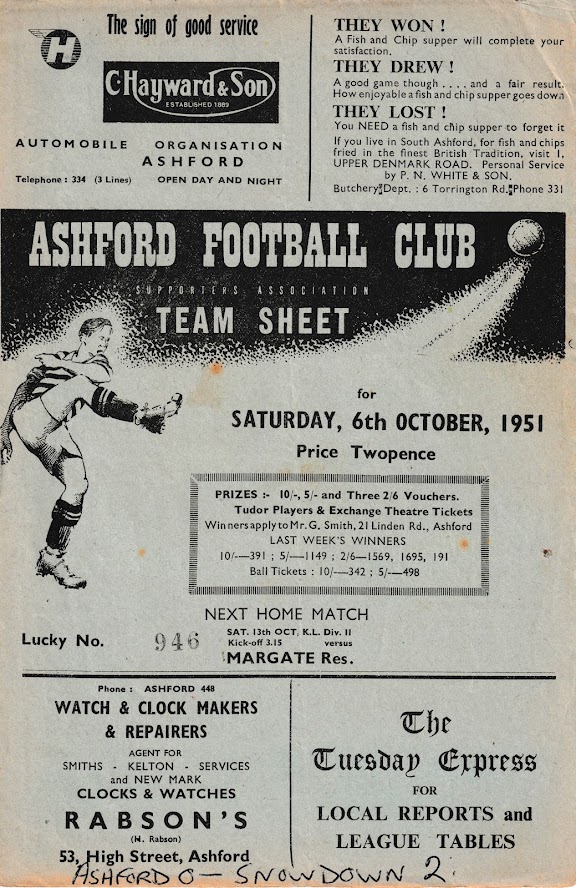 H
The sign of good service
C. Hayward & Son
ESTABLISHED 1889
AUTOMOBILE ORGANISATION
ASHFORD
Telephone : 334 (3 Lines) OPEN DAY AND NIGHT
THEY WON !
A Fish and Chip supper will complete your
satisfaction.
THEY DREW !
A good game though . . . . and a fair result.
How enjoyable a fish and chip supper goes down
THEY LOST !
You NEED a fish and chip supper to forget it
If you live in South Ashford, for fish and chips
fried in the finest British Tradition, visit 1,
UPPER DENMARK ROAD. Personal Service
by P. N. WHITE & SON.
Butchery Dept. : 6 Torrington Rd. Phone 331
ASHFORD FOOTBALL CLUB
SUPPORTERS ASSOCIATION
TEAM SHEET
for
SATURDAY, 6th OCTOBER, 1951
Price Twopence
PRIZES :- 10/-, 5/- and Three 2/6 Vouchers.
Tudor Players & Exchange Theatre Tickets
Winners apply to Mr. G. Smith, 21 Linden Rd., Ashford
LAST WEEK'S WINNERS
10/-—391 ; 5/-—1149 ; 2/6—1569, 1695, 191
Ball Tickets : 10/-—342 ; 5/-—498
NEXT HOME MATCH
Lucky No. 946
SAT. 13th OCT, K.L. Div. II
Kick-off 3.15 versus
MARGATE Res.
Phone : ASHFORD 448
WATCH & CLOCK MAKERS
& REPAIRERS
AGENT FOR
SMITHS - KELTON - SERVICES
and NEW MARK
CLOCKS & WATCHES
RABSON'S
(H. Rabson)
53, High Street, Ashford
The
Tuesday Express
FOR
LOCAL REPORTS and
LEAGUE TABLES
ASHFORD 0 — SNOWDOWN 2.